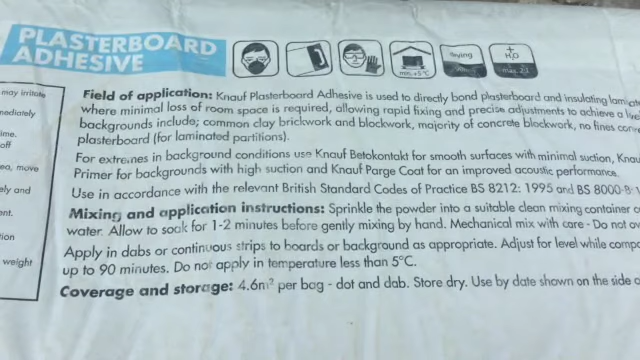 PLASTERBOARD
ADHESIVE
min. +5°C
drying
+
H₂O
max. 2:1
may irritate
mediately
ime.
off
ea, move
ely and
ent.
tion
weight
Field of application: Knauf Plasterboard Adhesive is used to directly bond plasterboard and insulating
where minimal loss of room space is required, allowing rapid fixing and precise adjustments to achieve a
backgrounds include; common clay brickwork and blockwork, majority of concrete blockwork, no fines
plasterboard (for laminated partitions).
For extremes in background conditions use Knauf Betokontakt for smooth surfaces with minimal suction,
Primer for backgrounds with high suction and Knauf Parge Coat for an improved acoustic performance.
Use in accordance with the relevant British Standard Codes of Practice BS 8212: 1995 and BS 8000-8:
Mixing and application instructions: Sprinkle the powder into a suitable clean mixing container
water. Allow to soak for 1-2 minutes before gently mixing by hand. Mechanical mix with care - Do not
Apply in dabs or continuous strips to boards or background as appropriate. Adjust for level while
up to 90 minutes. Do not apply in temperature less than 5°C.
Coverage and storage: 4.6m² per bag - dot and dab. Store dry. Use by date shown on the side